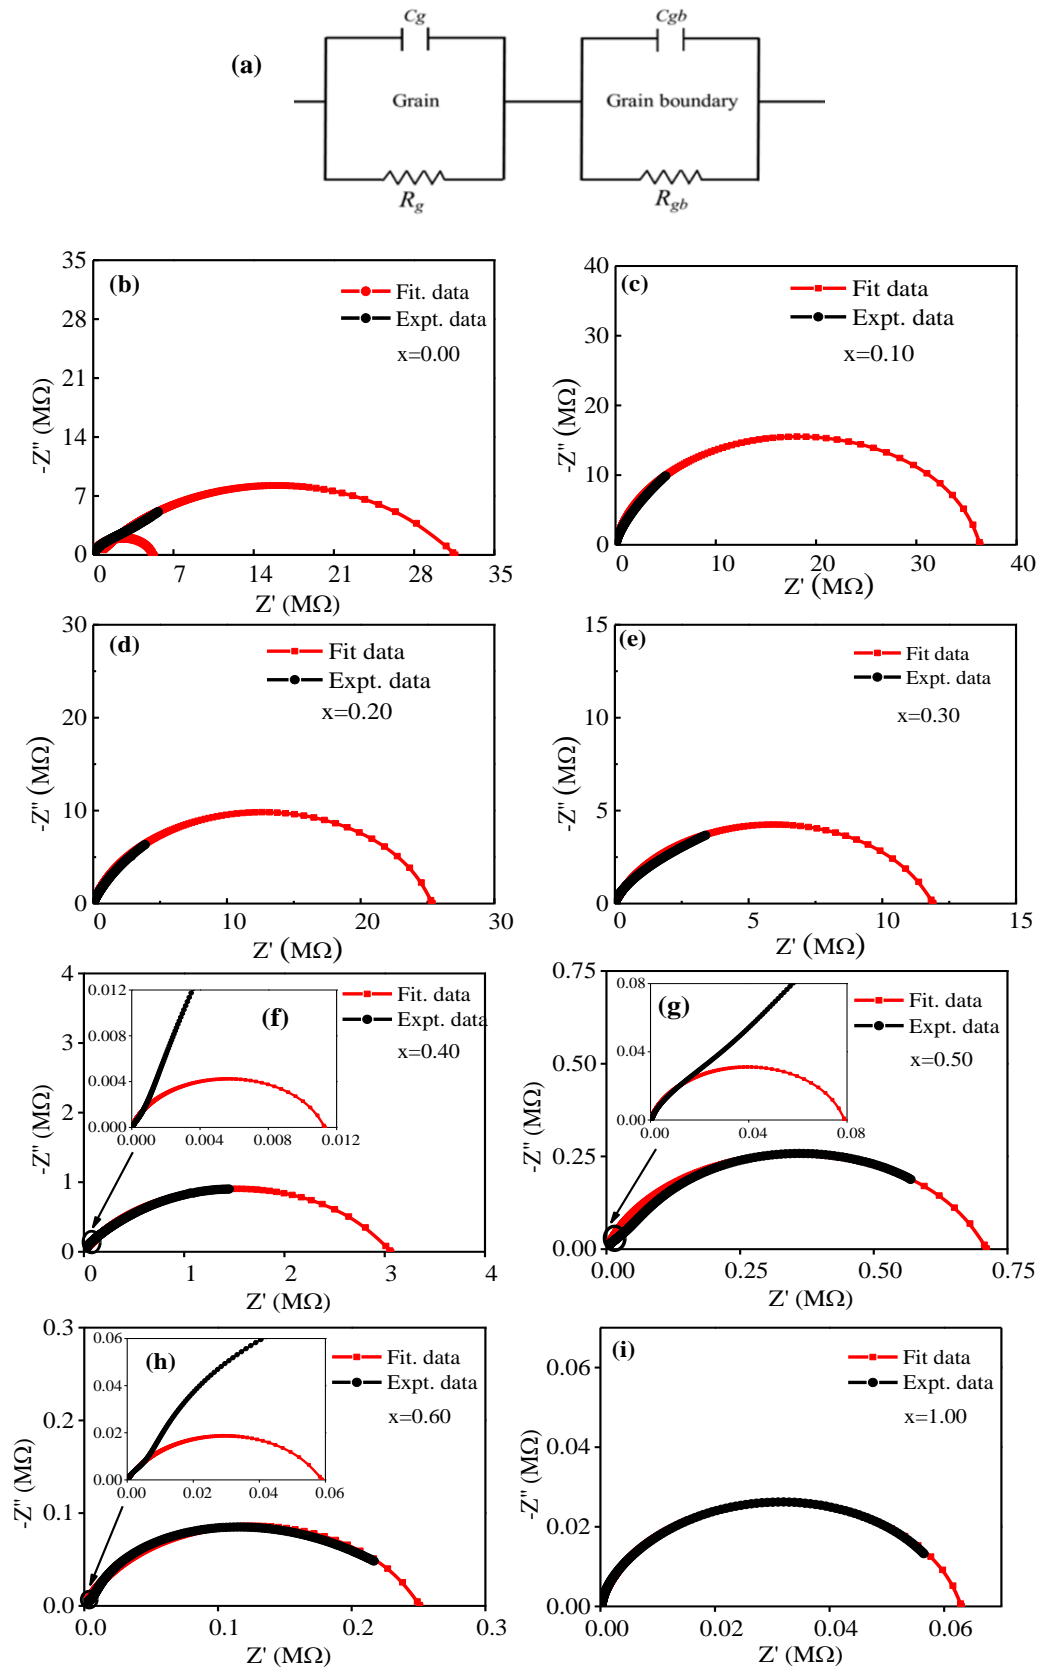 Cg
Cgb
(a)
Grain
Grain boundary
Rg
Rgb
(b)
35
28
21
14
7
0
-Z'' (MΩ)
Fit. data
Expt. data
x=0.00
0
7
14
21
28
35
Z' (MΩ)
(c)
40
30
20
10
0
-Z'' (MΩ)
Fit data
Expt. data
x=0.10
0
10
20
30
40
Z' (MΩ)
(d)
30
20
10
0
-Z'' (MΩ)
Fit data
Expt. data
x=0.20
0
10
20
30
Z' (MΩ)
(e)
15
10
5
0
-Z'' (MΩ)
Fit data
Expt. data
x=0.30
0
5
10
15
Z' (MΩ)
4
3
2
1
0
-Z'' (MΩ)
0.012
0.008
0.004
0.000
(f)
0.000
0.004
0.008
0.012
Fit. data
Expt. data
x=0.40
0
1
2
3
4
Z' (MΩ)
0.75
0.50
0.25
0.00
-Z'' (MΩ)
0.08
0.04
0.00
(g)
0.00
0.04
0.08
Fit. data
Expt. data
x=0.50
0.00
0.25
0.50
0.75
Z' (MΩ)
0.3
0.2
0.1
0.0
-Z'' (MΩ)
0.06
0.04
0.02
0.00
(h)
0.00
0.02
0.04
0.06
Fit. data
Expt. data
x=0.60
0.0
0.1
0.2
0.3
Z' (MΩ)
(i)
0.06
0.04
0.02
0.00
-Z'' (MΩ)
Fit data
Expt. data
x=1.00
0.00
0.02
0.04
0.06
Z' (MΩ)